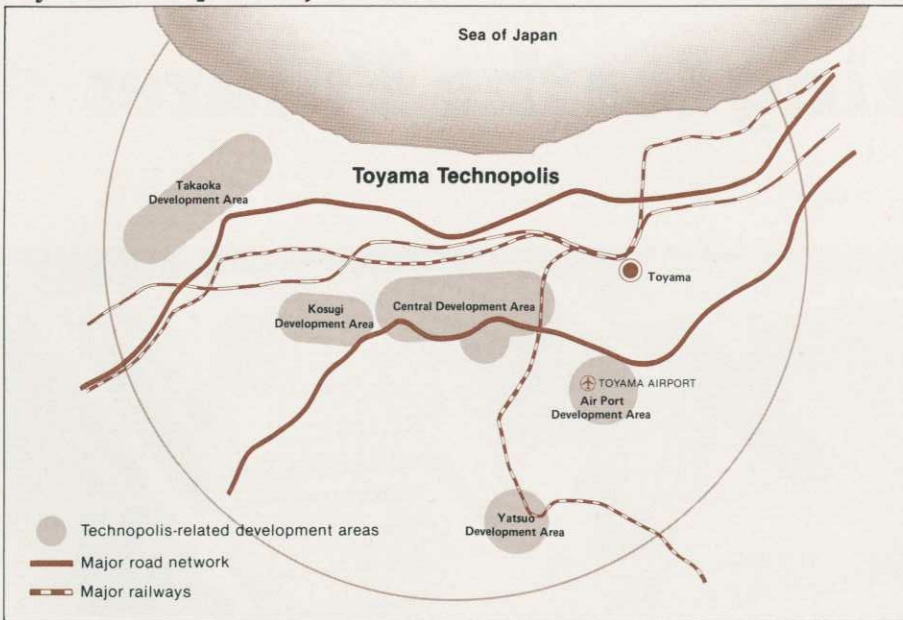 Sea of Japan
Toyama Technopolis
Takaoka
Development Area
Toyama
Kosugi
Development Area
Central Development Area
TOYAMA AIRPORT
Air Port
Development Area
Yatsuo
Development Area
Technopolis-related development areas
Major road network
Major railways